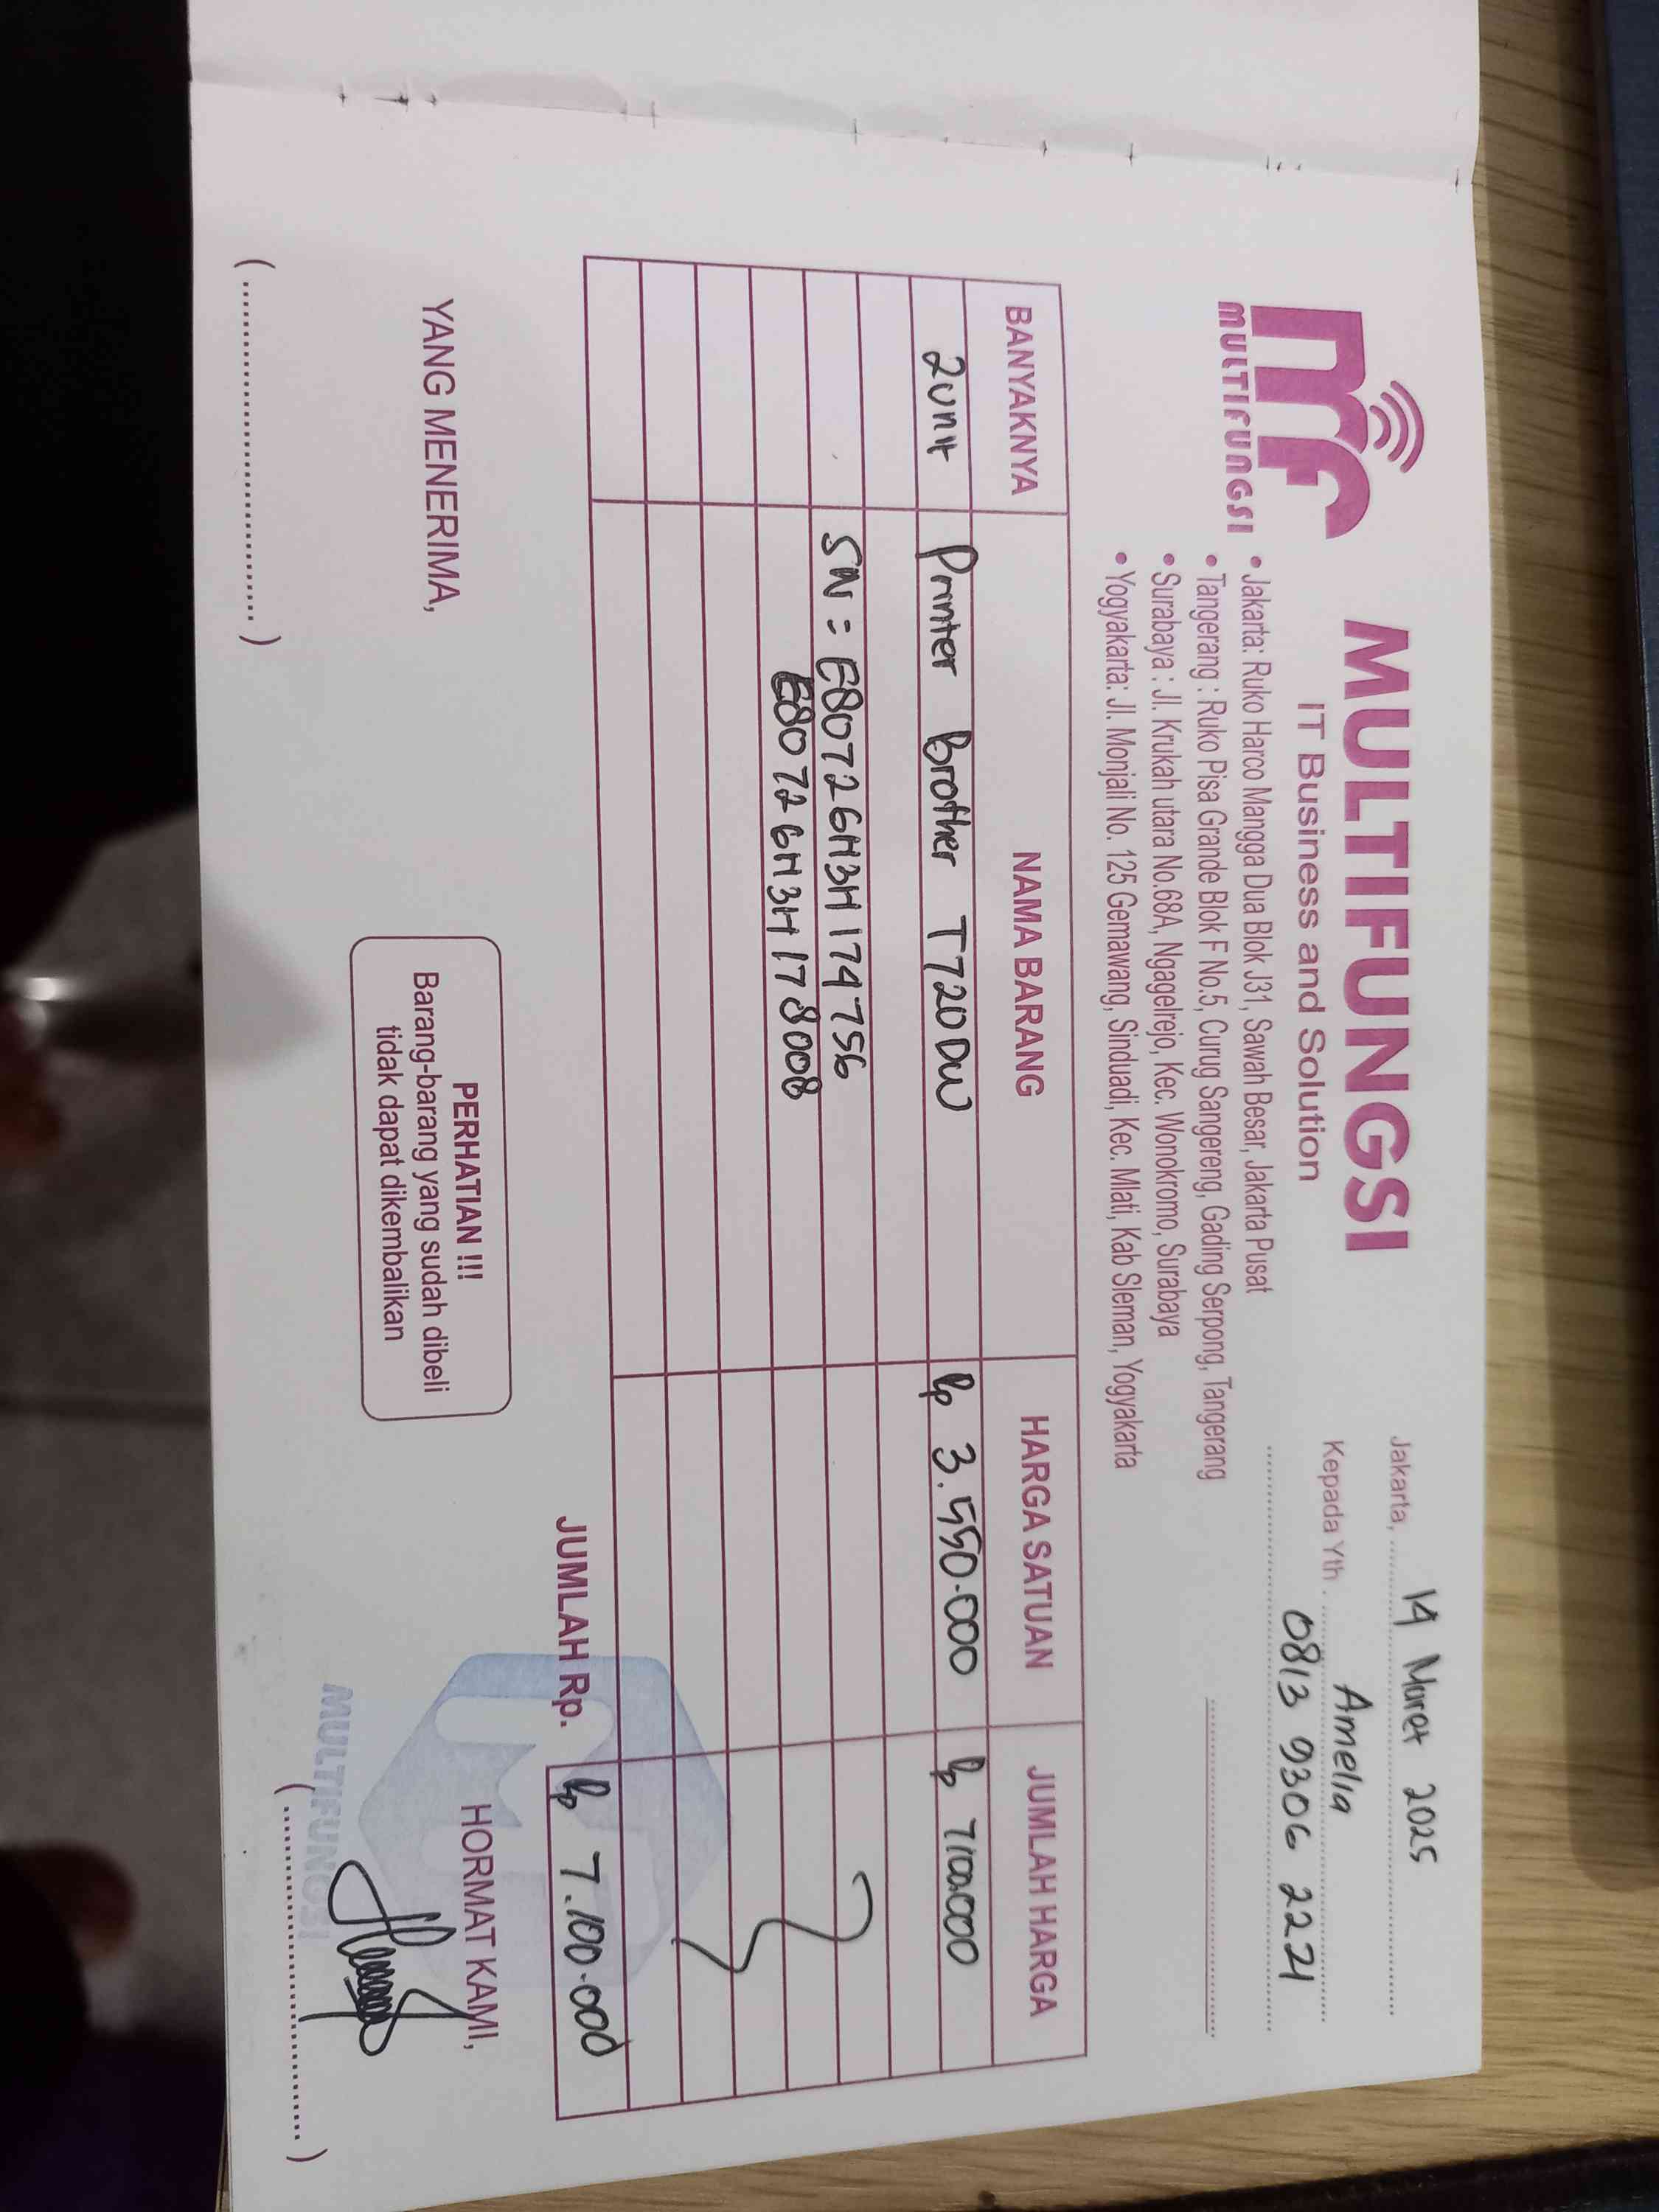 mf
MULTIFUNGSI
MULTIFUNGSI
IT Business and Solution
• Jakarta: Ruko Harco Mangga Dua Blok J31, Sawah Besar, Jakarta Pusat
• Tangerang : Ruko Pisa Grande Blok F No.5, Curug Sangereng, Gading Serpong, Tangerang
• Surabaya : Jl. Krukah utara No.68A, Ngagelrejo, Kec. Wonokromo, Surabaya
• Yogyakarta: Jl. Monjali No. 125 Gemawang, Sinduadi, Kec. Mlati, Kab Sleman, Yogyakarta
Jakarta, 14 Maret 2025
Kepada Yth. Amelia
0813 9306 2221
BANYAKNYA NAMA BARANG HARGA SATUAN JUMLAH HARGA
2unit Printer Brother T720DW Rp 3.550.000 Rp 7100.000
SN : E80726H3H174756
E80726H3H178008
JUMLAH Rp. Rp 7.100.000
YANG MENERIMA,
PERHATIAN !!!
Barang-barang yang sudah dibeli
tidak dapat dikembalikan
HORMAT KAMI,
MULTIFUNGSI
(..............................) (..............................)